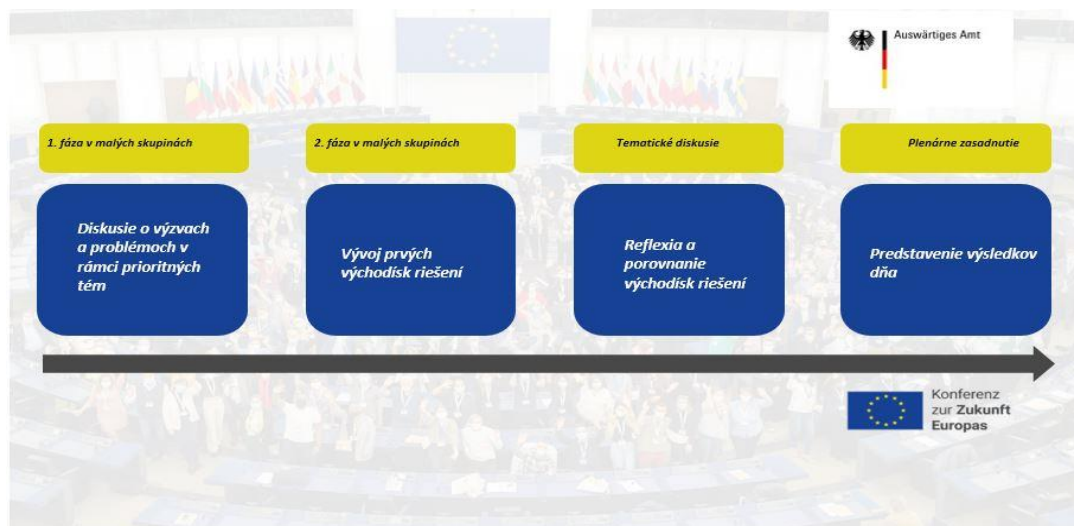 Auswärtiges Amt
1. fáza v malých skupinách
2. fáza v malých skupinách
Tematické diskusie
Plenárne zasadnutie
Diskusie o výzvach
a problémoch v
rámci prioritných
tém
Vývoj prvých
východísk riešení
Reflexia a
porovnanie
východísk riešení
Predstavenie výsledkov
dňa
Konferenz
zur Zukunft
Europas